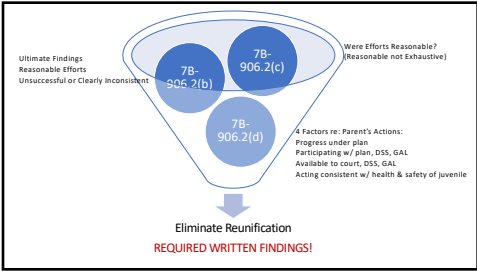 Ultimate Findings
Reasonable Efforts
Unsuccessful or Clearly Inconsistent
7B-
906.2(b)
7B-
906.2(c)
Were Efforts Reasonable?
(Reasonable not Exhaustive)
7B-
906.2(d)
4 Factors re: Parent's Actions:
Progress under plan
Participating w/ plan, DSS, GAL
Available to court, DSS, GAL
Acting consistent w/ health & safety of juvenile
Eliminate Reunification
REQUIRED WRITTEN FINDINGS!